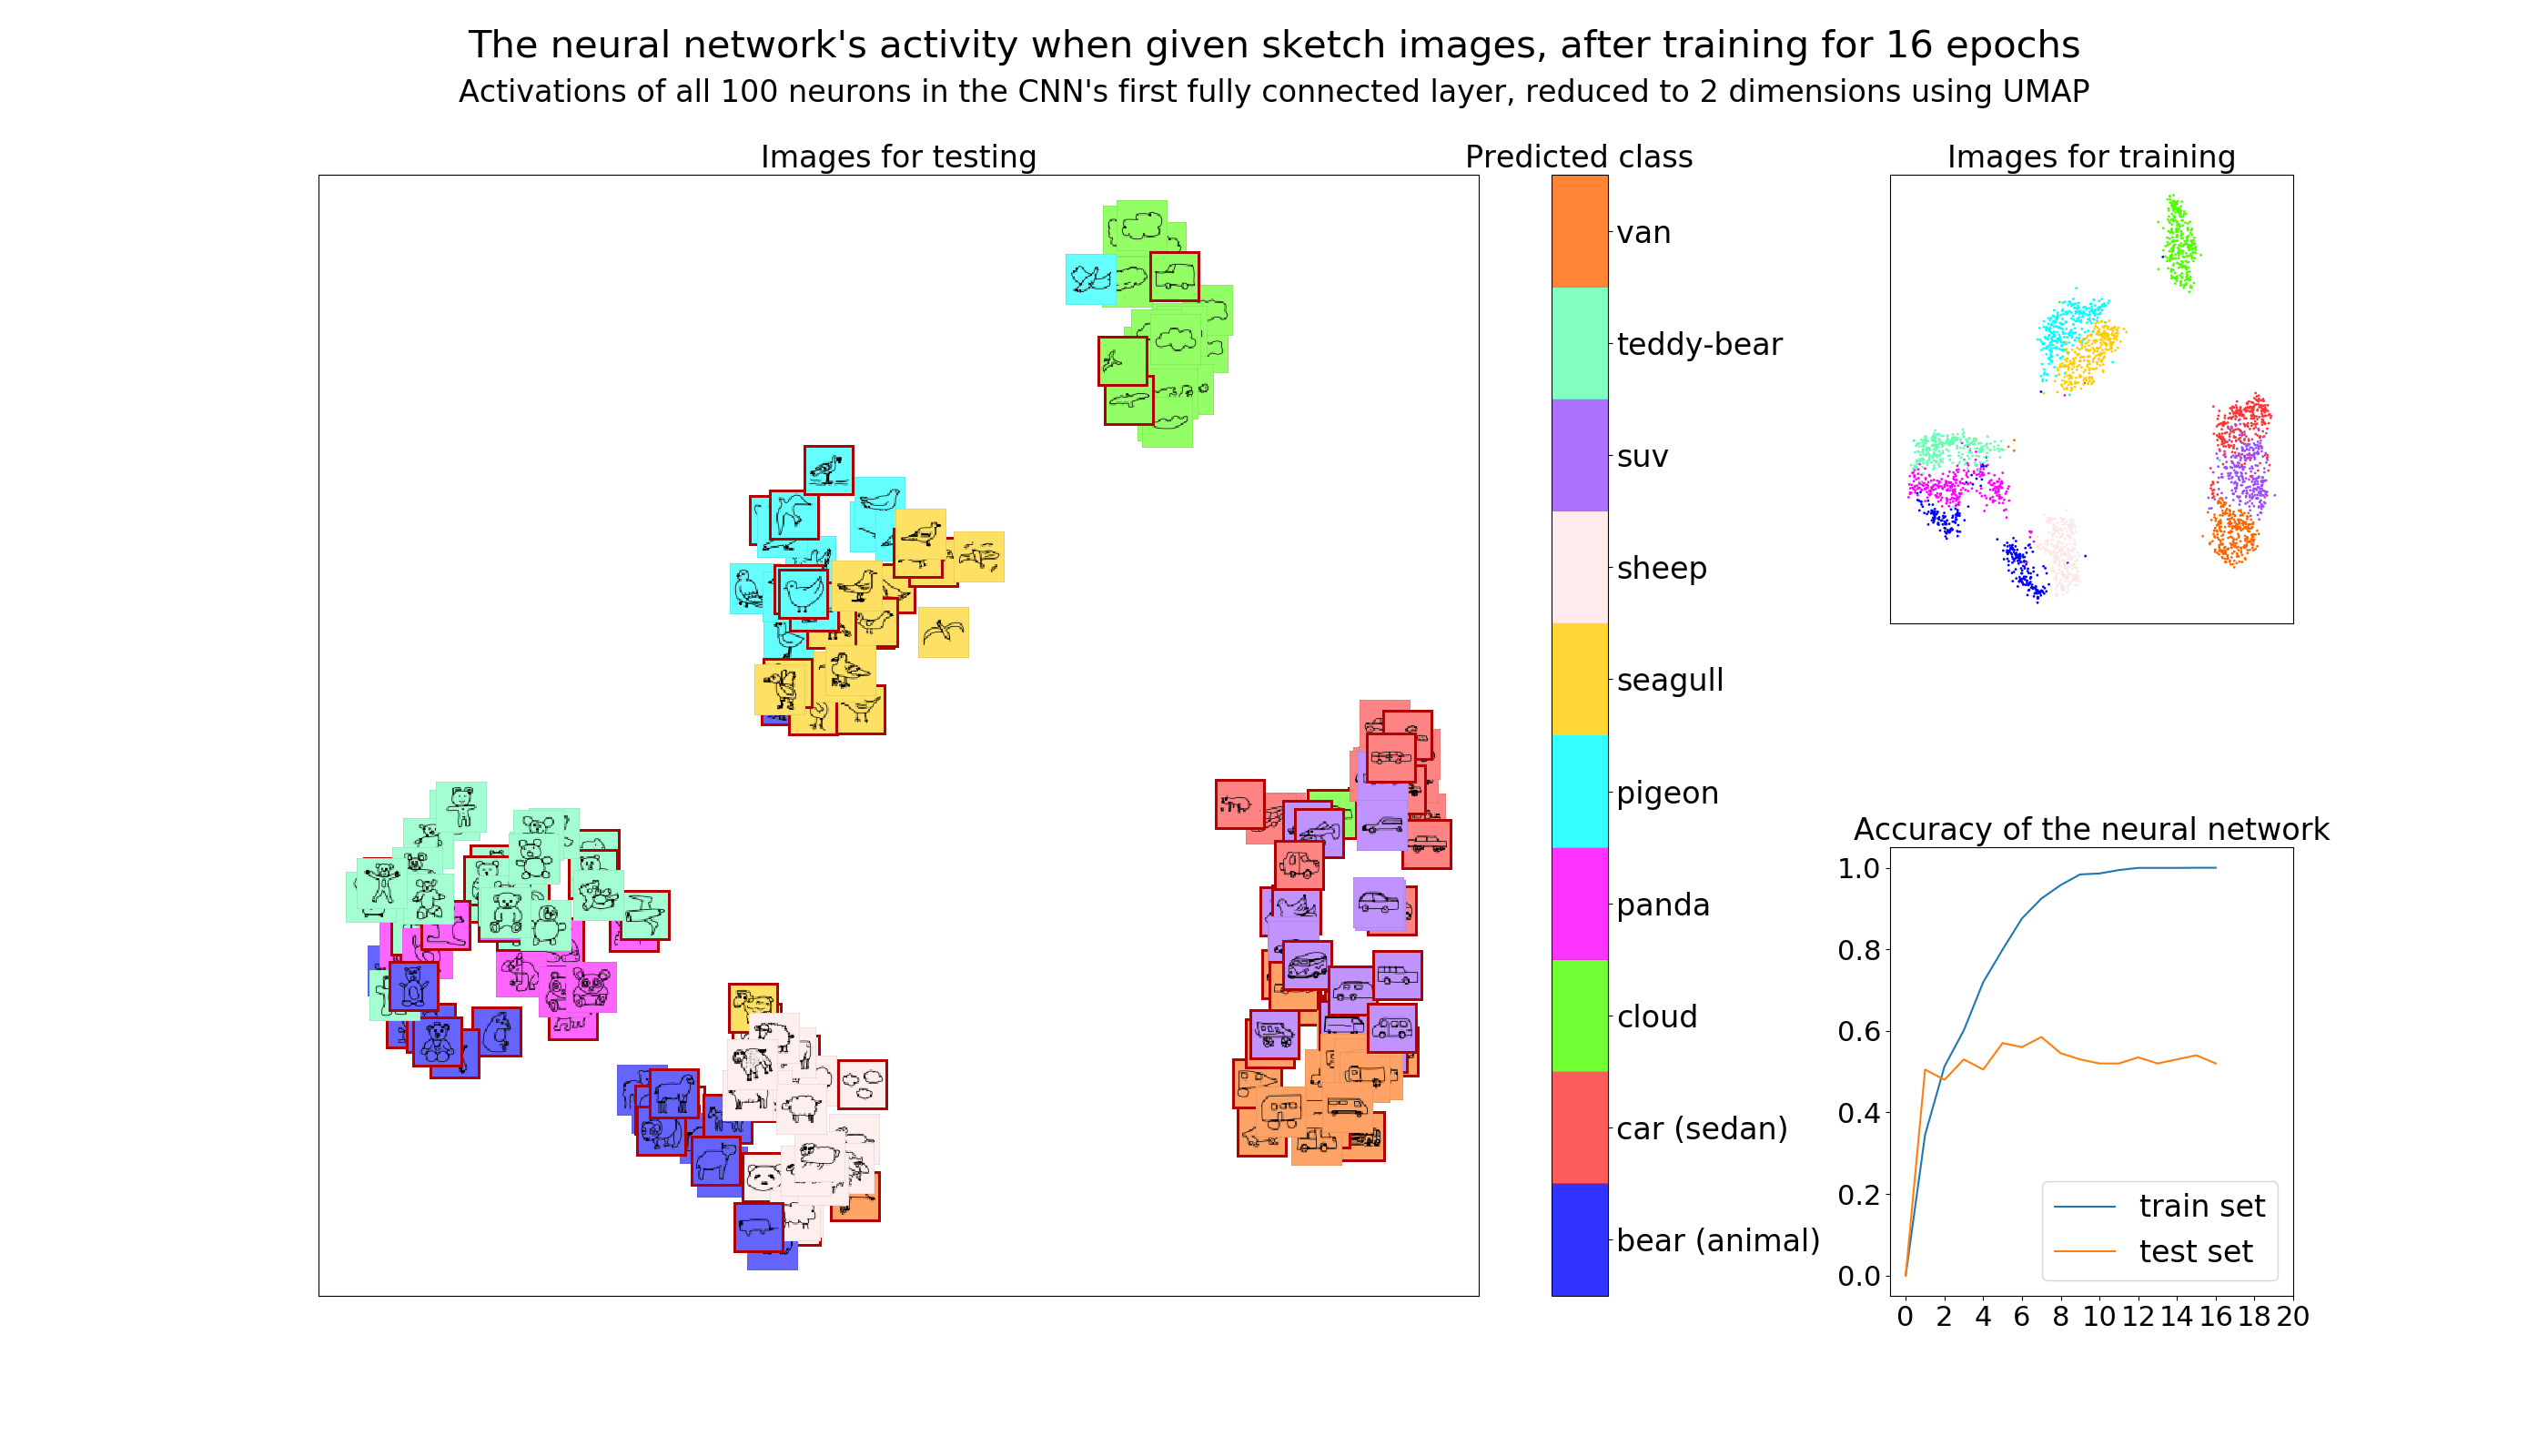 The neural network's activity when given sketch images, after training for 16 epochs
Activations of all 100 neurons in the CNN's first fully connected layer, reduced to 2 dimensions using UMAP
Images for testing
Predicted class
van
teddy-bear
suv
sheep
seagull
pigeon
panda
cloud
car (sedan)
bear (animal)
Images for training
Accuracy of the neural network
1.0
0.8
0.6
0.4
0.2
0.0
train set
test set
0 2 4 6 8 10 12 14 16 18 20